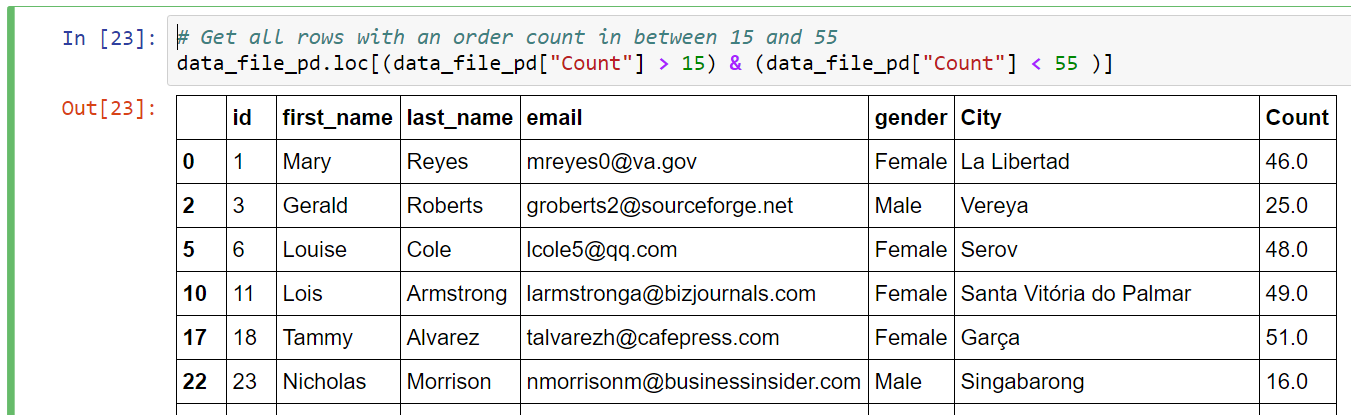 In [23]: # Get all rows with an order count in between 15 and 55
data_file_pd.loc[(data_file_pd["Count"] > 15) & (data_file_pd["Count"] < 55 )]
Out[23]:
id first_name last_name email gender City Count
0 1 Mary Reyes mreyes0@va.gov Female La Libertad 46.0
2 3 Gerald Roberts groberts2@sourceforge.net Male Vereya 25.0
5 6 Louise Cole lcole5@qq.com Female Serov 48.0
10 11 Lois Armstrong larmstronga@bizjournals.com Female Santa Vitória do Palmar 49.0
17 18 Tammy Alvarez talvarezh@cafepress.com Female Garça 51.0
22 23 Nicholas Morrison nmorrisonm@businessinsider.com Male Singabarong 16.0